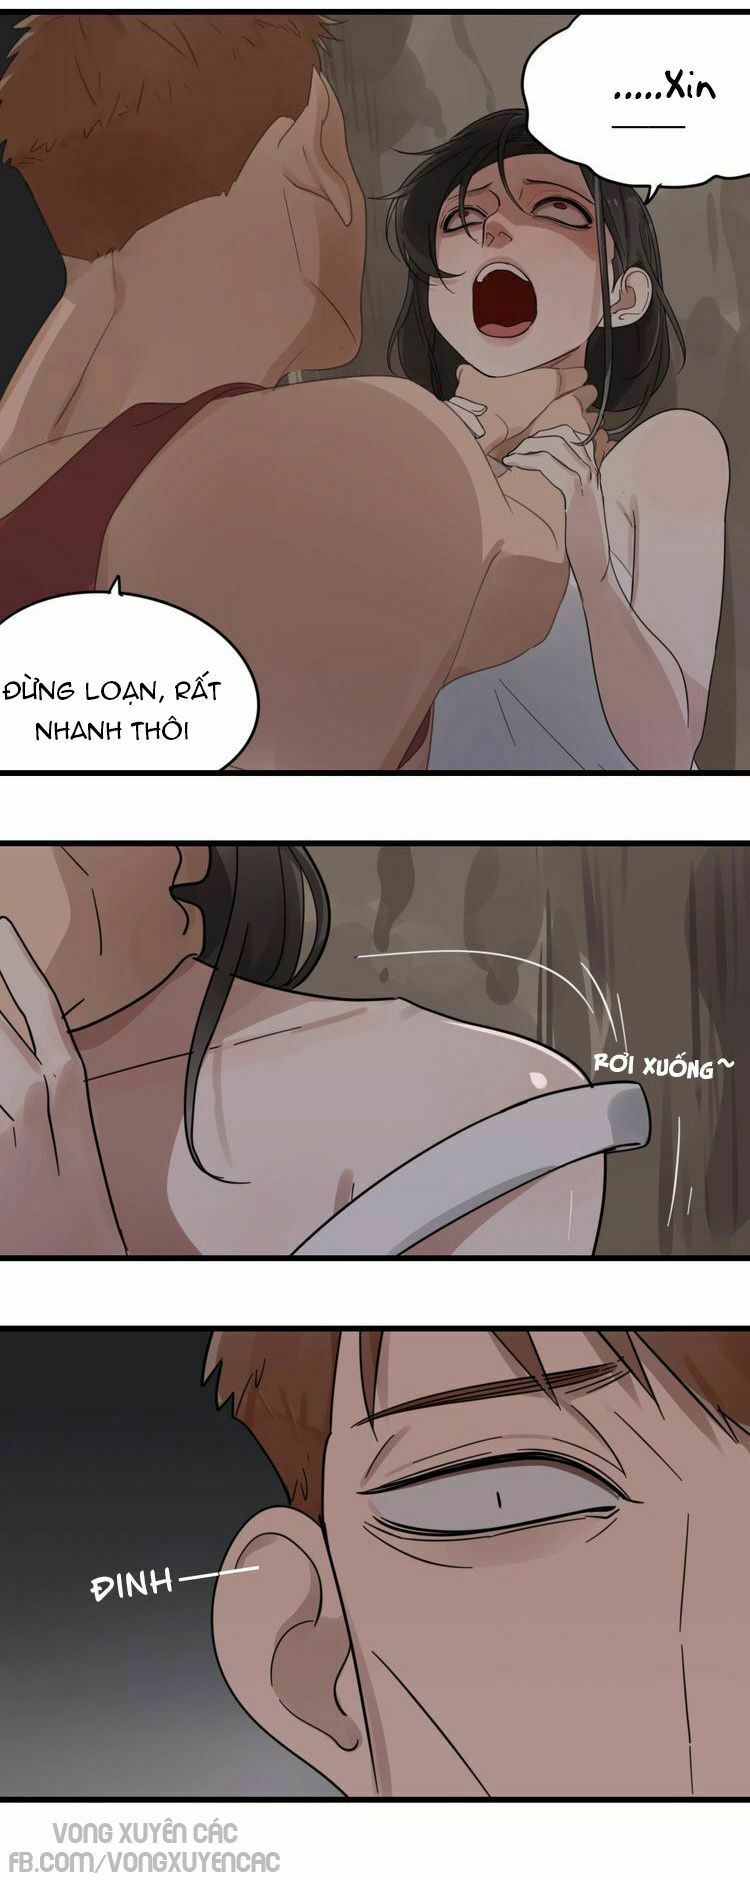 .....Xin
ĐỪNG LOẠN, RẤT
NHANH THÔI
RƠI XUỐNG~
ĐINH
VONG XUYÊN CÁC
FB.COM/VONGXUYENCAC